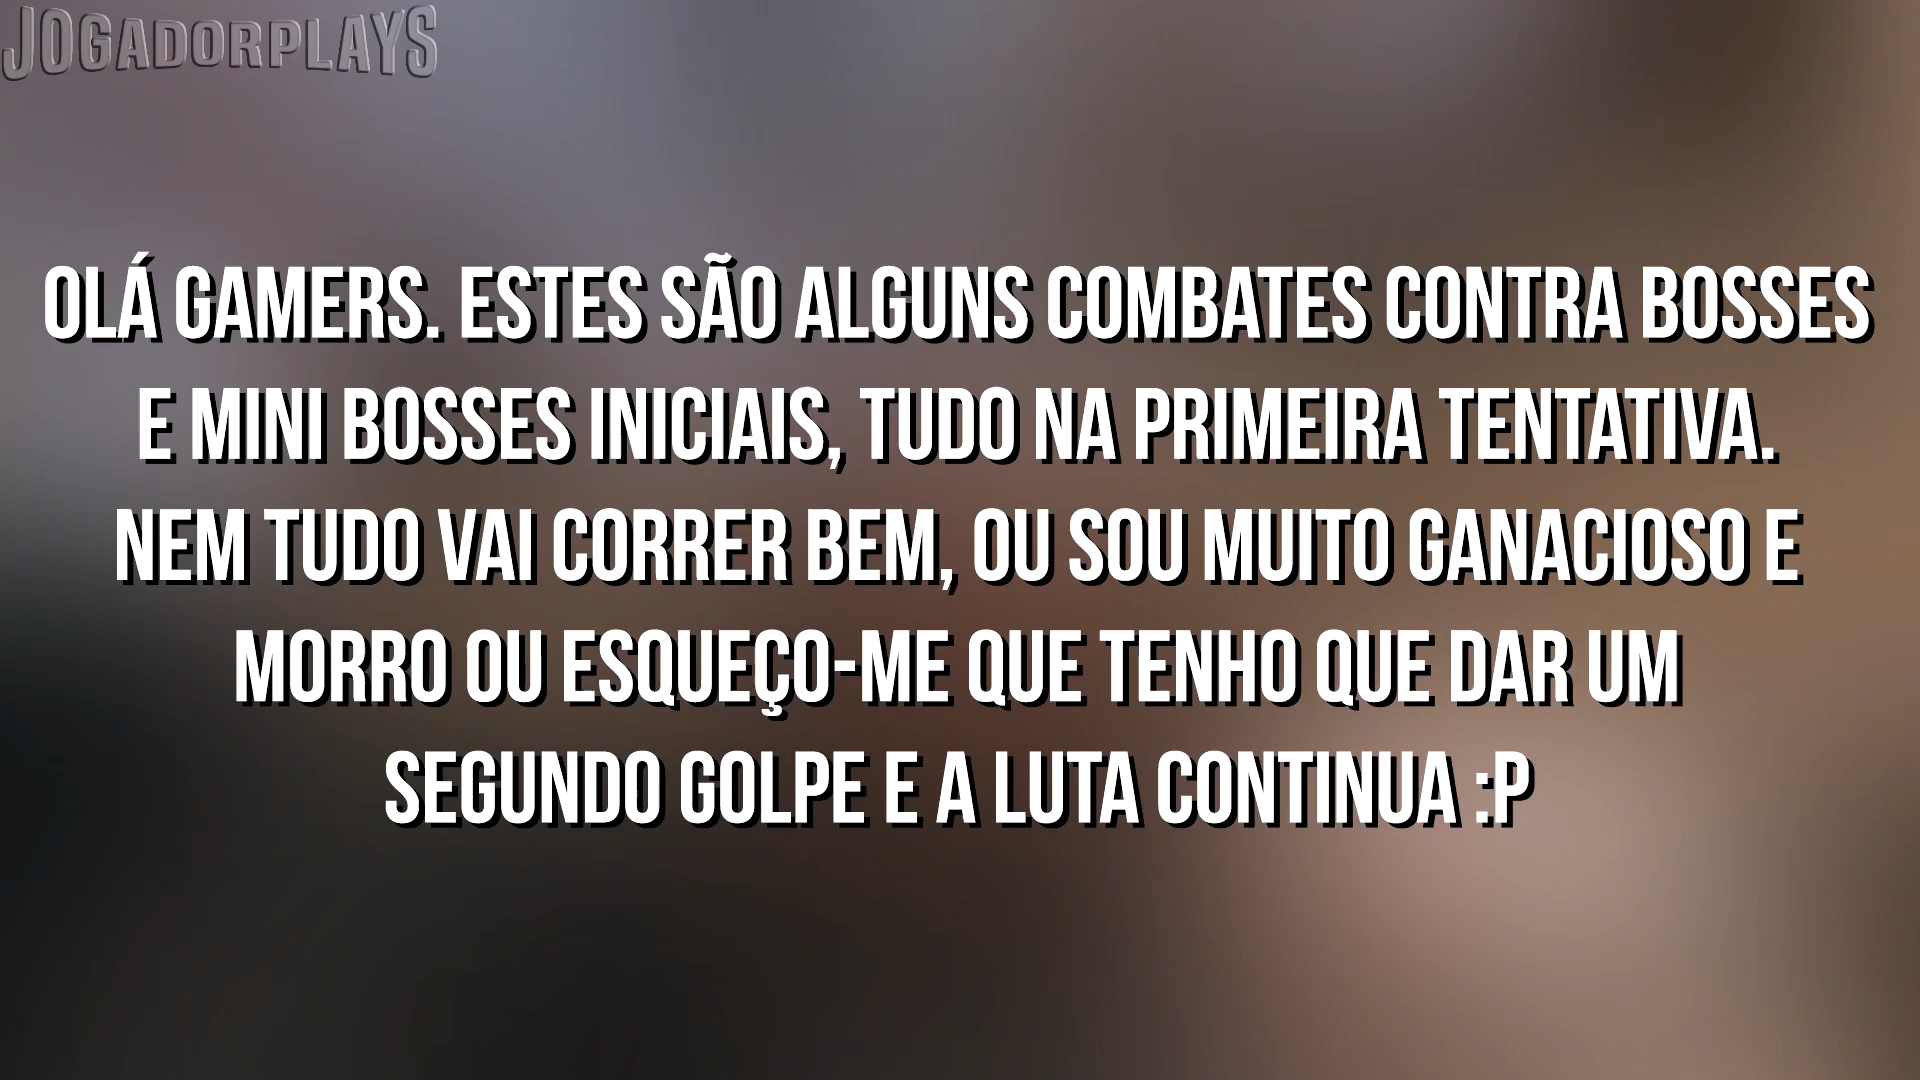 JOGADORPLAYS
OLÁ GAMERS. ESTES SÃO ALGUNS COMBATES CONTRA BOSSES
E MINI BOSSES INICIAIS, TUDO NA PRIMEIRA TENTATIVA.
NEM TUDO VAI CORRER BEM, OU SOU MUITO GANACIOSO E
MORRO OU ESQUEÇO-ME QUE TENHO QUE DAR UM
SEGUNDO GOLPE E A LUTA CONTINUA :P